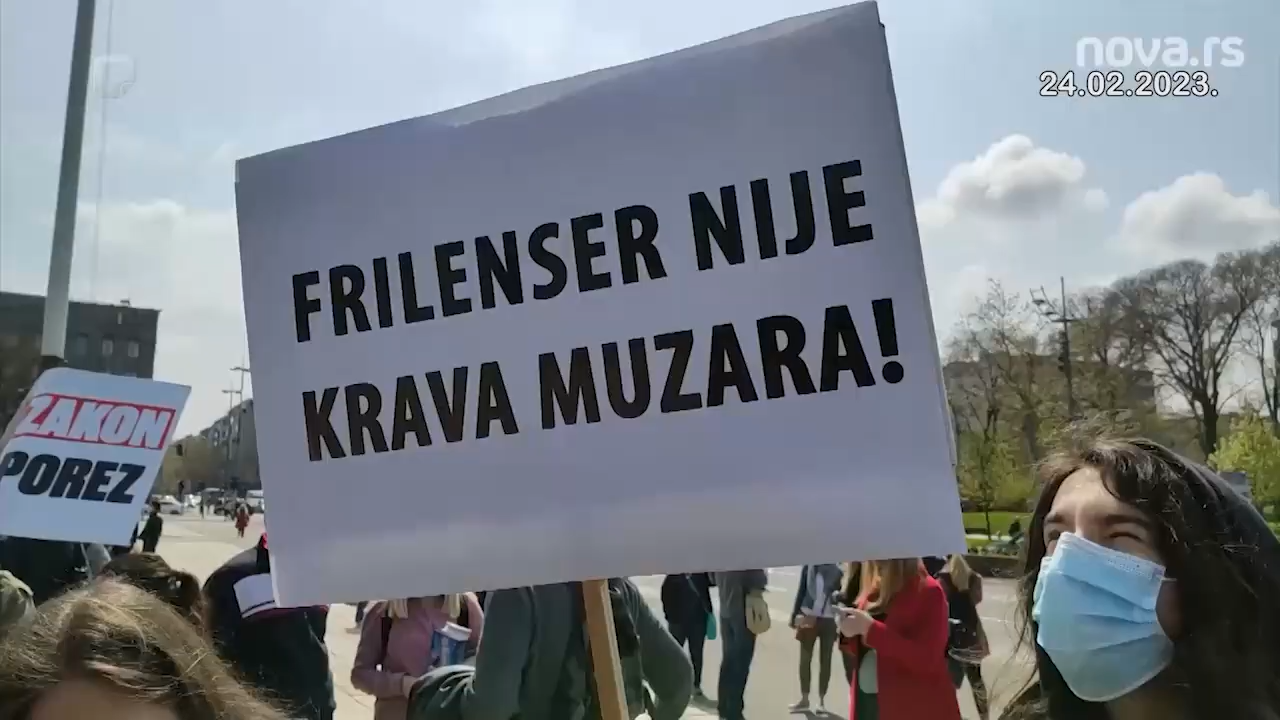 nova.rs
24.02.2023.
FRILENSER NIJE
KRAVA MUZARA!
ZAKON
POREZ